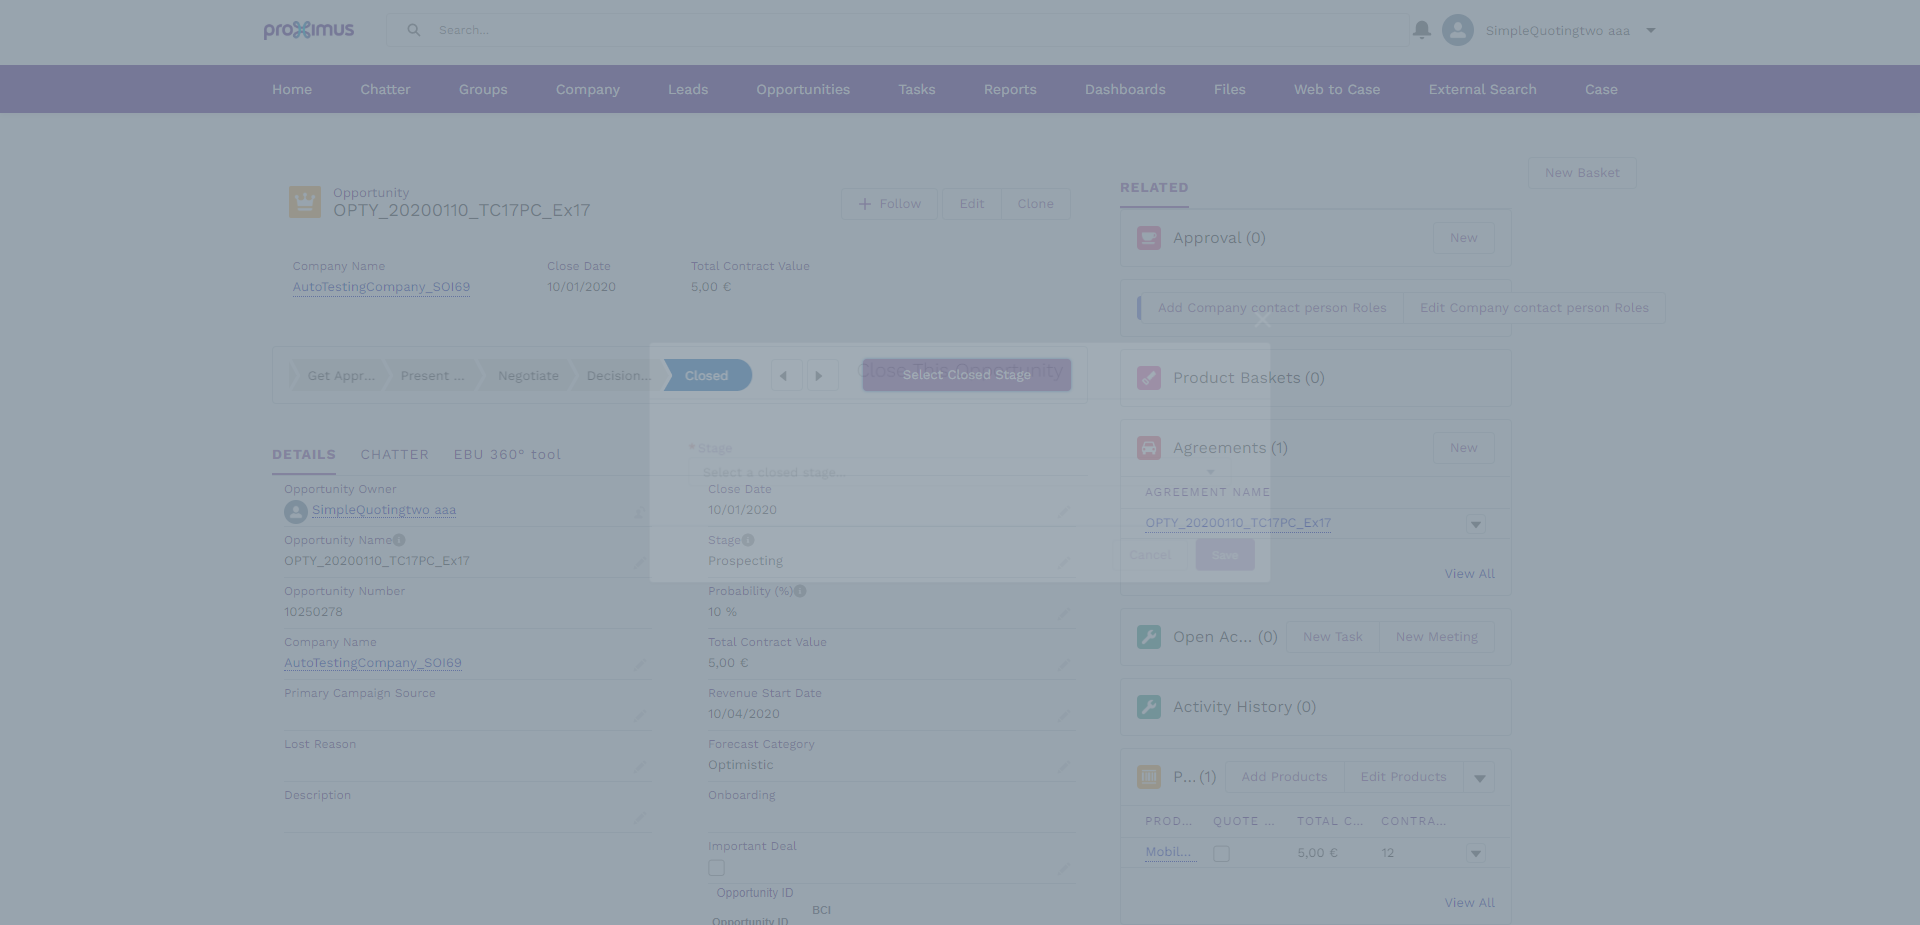 proximus
Search...
SimpleQuotingtwo aaa
Home Chatter Groups Company Leads Opportunities Tasks Reports Dashboards Files Web to Case External Search Case
New Basket
Opportunity
OPTY_20200110_TC17PC_Ex17
Follow Edit Clone
Company Name Close Date Total Contract Value
AutoTestingCompany_SOI69 10/01/2020 5,00 €
Get Appr... Present ... Negotiate Decision... Closed
Select Closed Stage
Close This Opportunity
* Stage
Select a closed stage...
Cancel Save
DETAILS CHATTER EBU 360° tool
Opportunity Owner
SimpleQuotingtwo aaa
Close Date
10/01/2020
Opportunity Name
OPTY_20200110_TC17PC_Ex17
Stage
Prospecting
Opportunity Number
10250278
Probability (%)
10 %
Company Name
AutoTestingCompany_SOI69
Total Contract Value
5,00 €
Primary Campaign Source
Revenue Start Date
10/04/2020
Lost Reason
Forecast Category
Optimistic
Description
Onboarding
Important Deal
Opportunity ID
BCI
Opportunity ID
RELATED
Approval (0) New
Add Company contact person Roles Edit Company contact person Roles
Product Baskets (0)
Agreements (1) New
AGREEMENT NAME
OPTY_20200110_TC17PC_Ex17
View All
Open Ac... (0) New Task New Meeting
Activity History (0)
P... (1) Add Products Edit Products
PROD... QUOTE ... TOTAL C... CONTRA...
Mobil... 5,00 € 12
View All